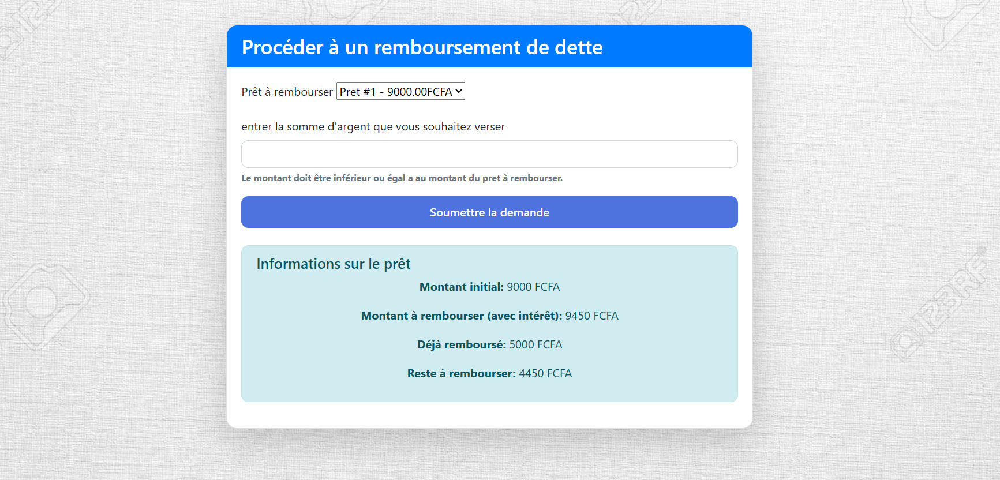 Procéder à un remboursement de dette
Prêt à rembourser Pret #1 - 9000.00FCFA
entrer la somme d'argent que vous souhaitez verser
Le montant doit être inférieur ou égal a au montant du pret à rembourser.
Soumettre la demande
Informations sur le prêt
Montant initial: 9000 FCFA
Montant à rembourser (avec intérêt): 9450 FCFA
Déjà remboursé: 5000 FCFA
Reste à rembourser: 4450 FCFA
123RF